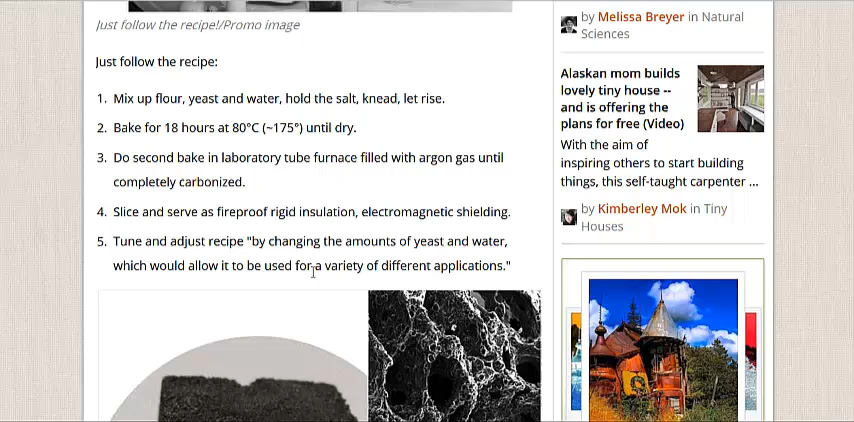 Just follow the recipe!/Promo image
Just follow the recipe:
1. Mix up flour, yeast and water, hold the salt, knead, let rise.
2. Bake for 18 hours at 80°C (~175°) until dry.
3. Do second bake in laboratory tube furnace filled with argon gas until
completely carbonized.
4. Slice and serve as fireproof rigid insulation, electromagnetic shielding.
5. Tune and adjust recipe "by changing the amounts of yeast and water,
which would allow it to be used for a variety of different applications."
by Melissa Breyer in Natural
Sciences
Alaskan mom builds
lovely tiny house --
and is offering the
plans for free (Video)
With the aim of
inspiring others to start building
things, this self-taught carpenter ...
by Kimberley Mok in Tiny
Houses